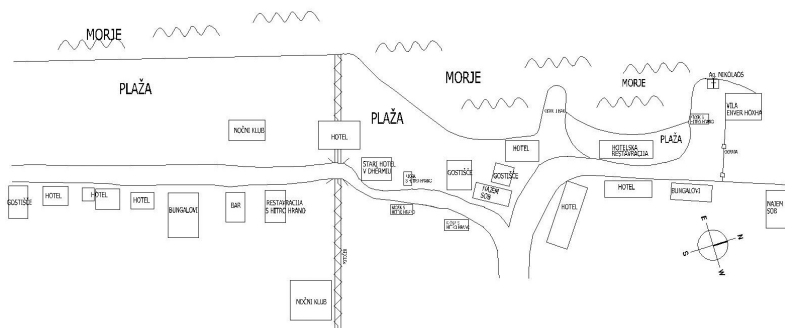 MORJE
PLAŽA
NOČNI KLUB
HOTEL
MORJE
PLAŽA
MORJE
Ag. NIKOLAOS
VILA
ENVER HOXHA
HOTEL
HOTELSKA
RESTAVRACIJA
PLAŽA
STARI HOTEL
V DHERMIU
GOSTIŠČE
GOSTIŠČE
NAJEM
SOB
GOSTIŠČE
HOTEL
HOTEL
HOTEL
BUNGALOVI
BAR
RESTAVRACIJA
S HITRO HRANO
HOTEL
HOTEL
BUNGALOVI
NAJEM
SOB
POTOK
NOČNI KLUB
E
N
S
W